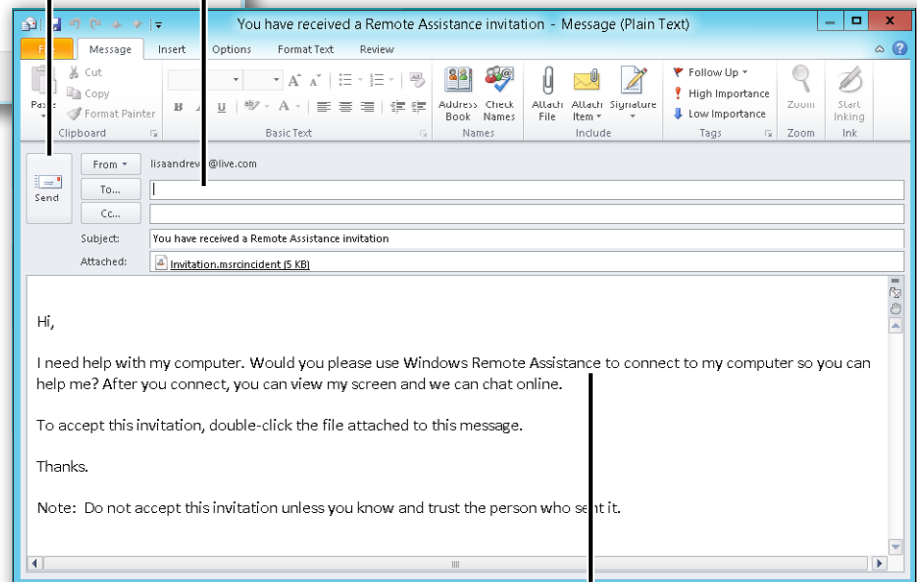 You have received a Remote Assistance invitation - Message (Plain Text)
Message Insert Options Format Text Review
Cut
Copy
Format Painter
Clipboard
Basic Text
Address Book
Check Names
Names
Attach File
Attach Item
Signature
Include
Follow Up
High Importance
Low Importance
Tags
Zoom
Zoom
Start Inking
Ink
Send
From
@live.com
To...
Cc...
Subject: You have received a Remote Assistance invitation
Attached: Invitation.msrcincident (5 KB)
Hi,
I need help with my computer. Would you please use Windows Remote Assistance to connect to my computer so you can
help me? After you connect, you can view my screen and we can chat online.
To accept this invitation, double-click the file attached to this message.
Thanks.
Note: Do not accept this invitation unless you know and trust the person who sent it.